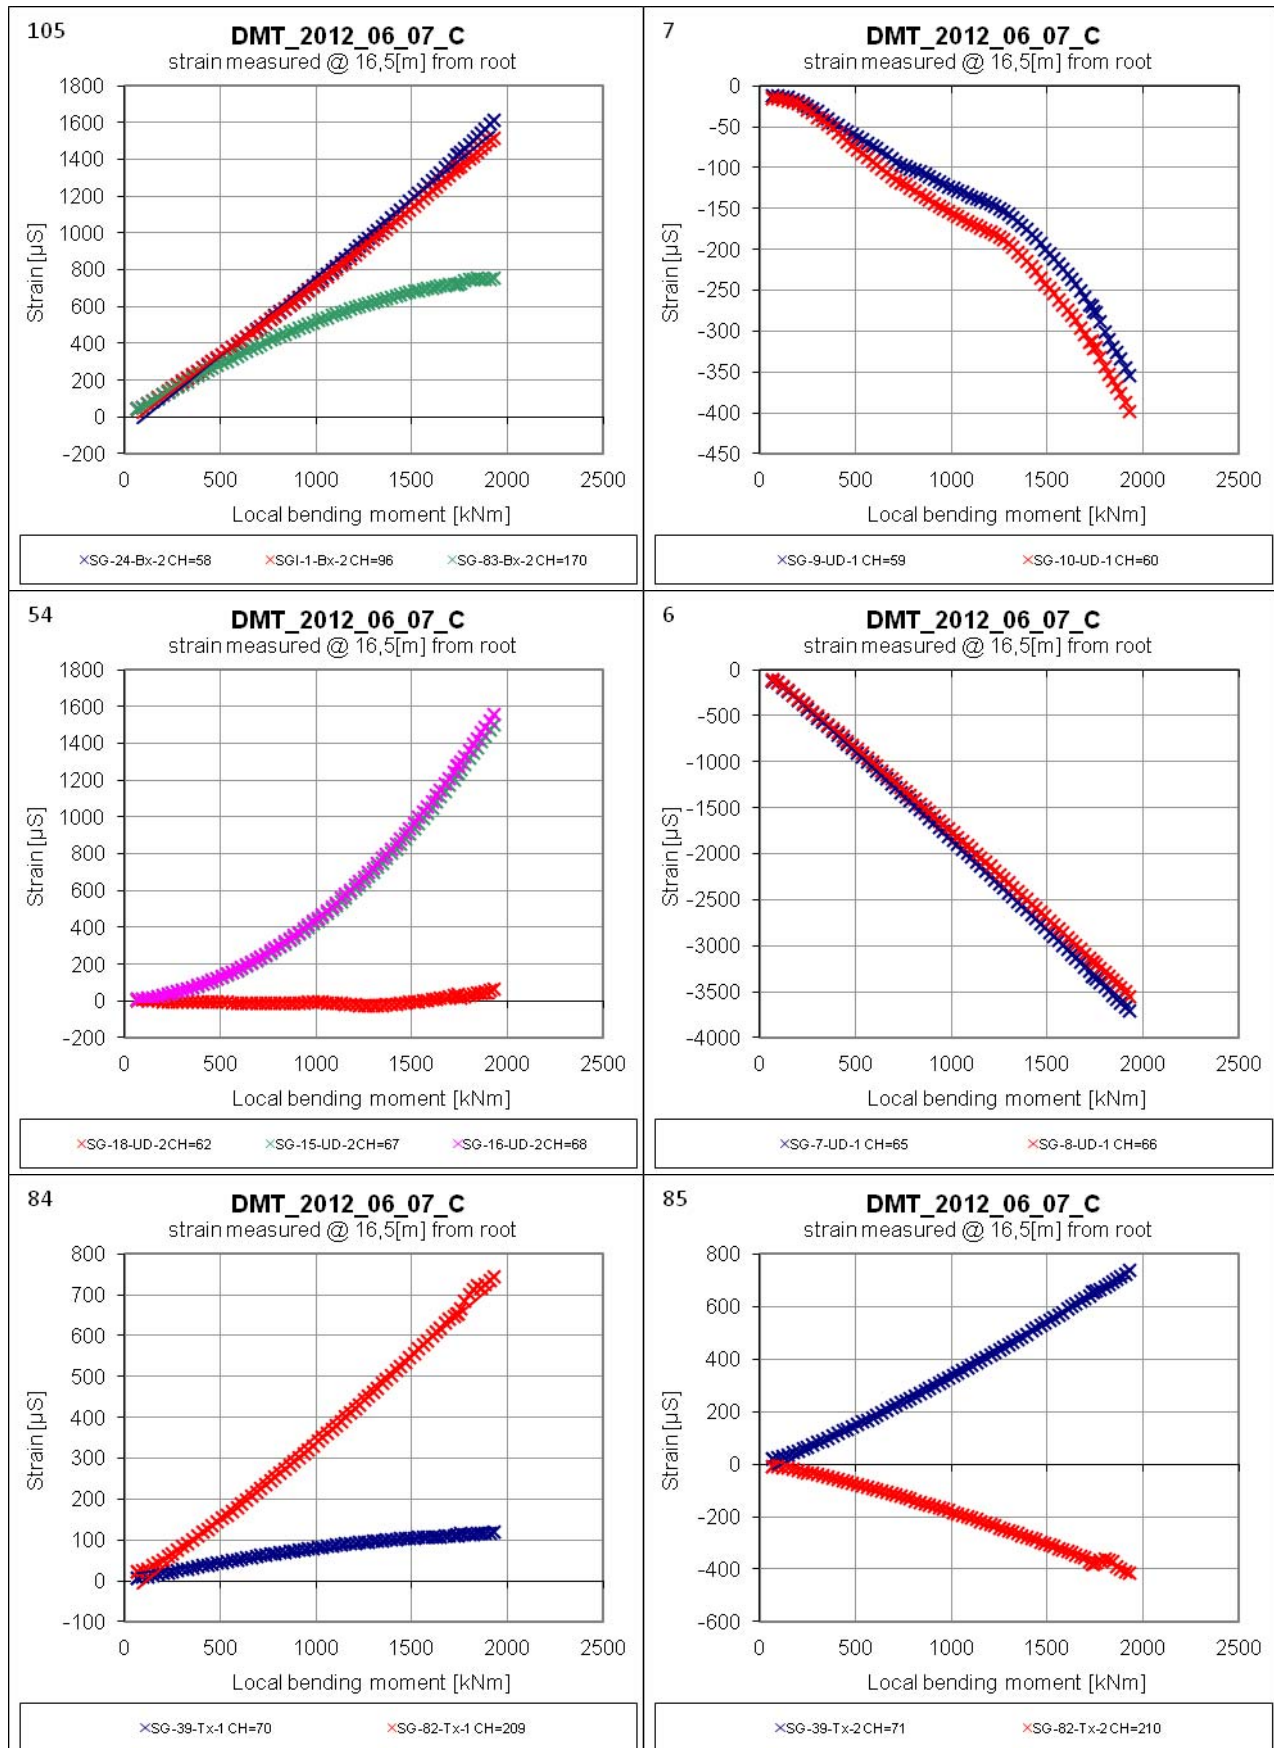 105
DMT_2012_06_07_C
strain measured @ 16,5[m] from root
1800
1600
1400
1200
1000
800
600
400
200
0
-200
Strain [µS]
0 500 1000 1500 2000 2500
Local bending moment [kNm]
×SG-24-Bx-2 CH=58 ×SGI-1-Bx-2 CH=96 ×SG-83-Bx-2 CH=170
7
DMT_2012_06_07_C
strain measured @ 16,5[m] from root
0
-50
-100
-150
-200
-250
-300
-350
-400
-450
Strain [µS]
0 500 1000 1500 2000 2500
Local bending moment [kNm]
×SG-9-UD-1 CH=59 ×SG-10-UD-1 CH=60
54
DMT_2012_06_07_C
strain measured @ 16,5[m] from root
1800
1600
1400
1200
1000
800
600
400
200
0
-200
Strain [µS]
0 500 1000 1500 2000 2500
Local bending moment [kNm]
×SG-18-UD-2CH=62 ×SG-15-UD-2CH=67 ×SG-16-UD-2CH=68
6
DMT_2012_06_07_C
strain measured @ 16,5[m] from root
0
-500
-1000
-1500
-2000
-2500
-3000
-3500
-4000
Strain [µS]
0 500 1000 1500 2000 2500
Local bending moment [kNm]
×SG-7-UD-1 CH=65 ×SG-8-UD-1 CH=66
84
DMT_2012_06_07_C
strain measured @ 16,5[m] from root
800
700
600
500
400
300
200
100
0
-100
Strain [µS]
0 500 1000 1500 2000 2500
Local bending moment [kNm]
×SG-39-Tx-1 CH=70 ×SG-82-Tx-1 CH=209
85
DMT_2012_06_07_C
strain measured @ 16,5[m] from root
800
600
400
200
0
-200
-400
-600
Strain [µS]
0 500 1000 1500 2000 2500
Local bending moment [kNm]
×SG-39-Tx-2 CH=71 ×SG-82-Tx-2 CH=210